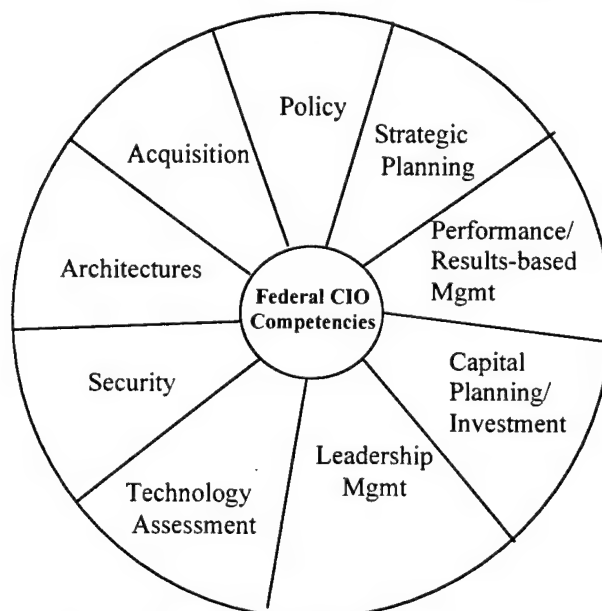 Policy
Strategic
Planning
Performance/
Results-based
Mgmt
Capital
Planning/
Investment
Leadership
Mgmt
Technology
Assessment
Security
Architectures
Acquisition
Federal CIO
Competencies